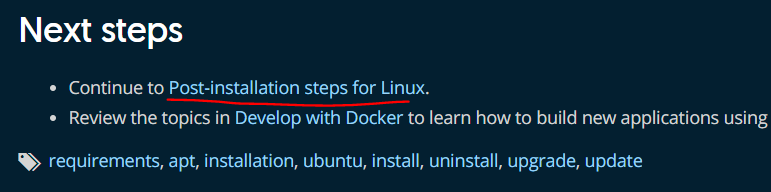 Next steps
• Continue to Post-installation steps for Linux.
• Review the topics in Develop with Docker to learn how to build new applications using
requirements, apt, installation, ubuntu, install, uninstall, upgrade, update